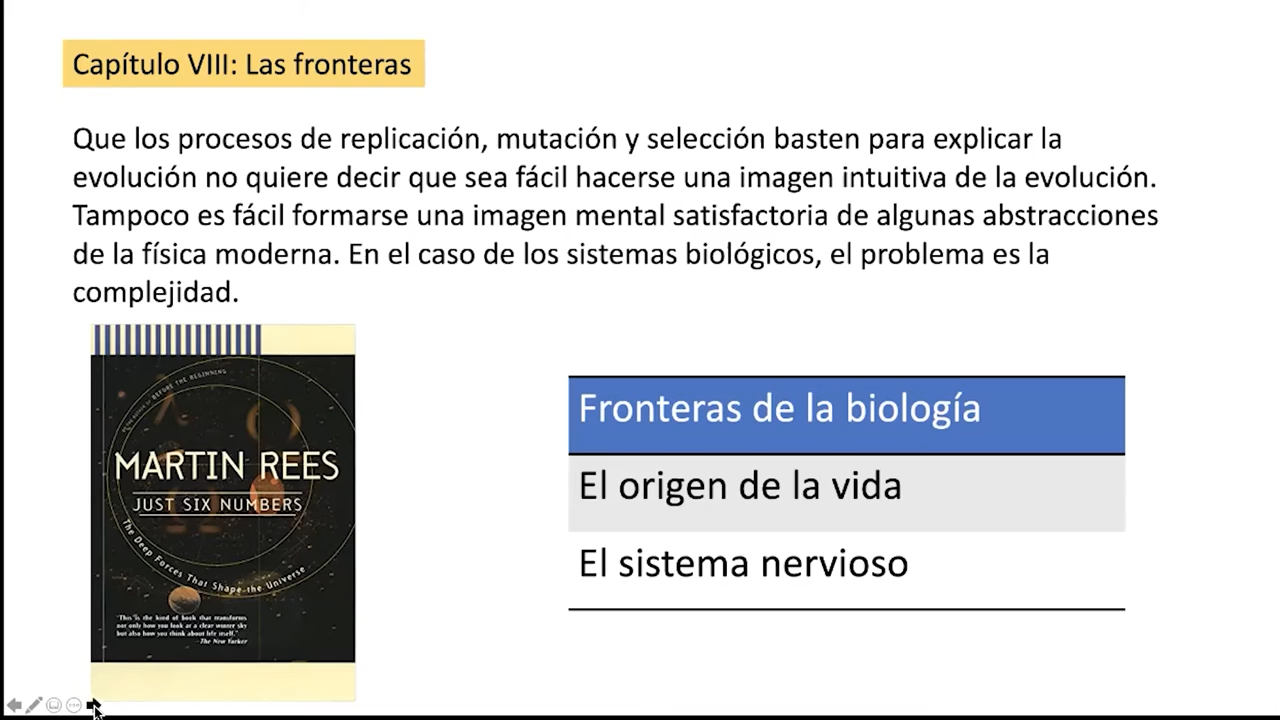 Capítulo VIII: Las fronteras
Que los procesos de replicación, mutación y selección basten para explicar la
evolución no quiere decir que sea fácil hacerse una imagen intuitiva de la evolución.
Tampoco es fácil formarse una imagen mental satisfactoria de algunas abstracciones
de la física moderna. En el caso de los sistemas biológicos, el problema es la
complejidad.
BEFORE THE BEGINNING
MARTIN REES
JUST SIX NUMBERS
The Deep Forces That Shape the Universe
"This is the kind of book that transforms
not only how you look at a clear winter sky
but also how you think about life itself."
—The New Yorker
Fronteras de la biología
El origen de la vida
El sistema nervioso